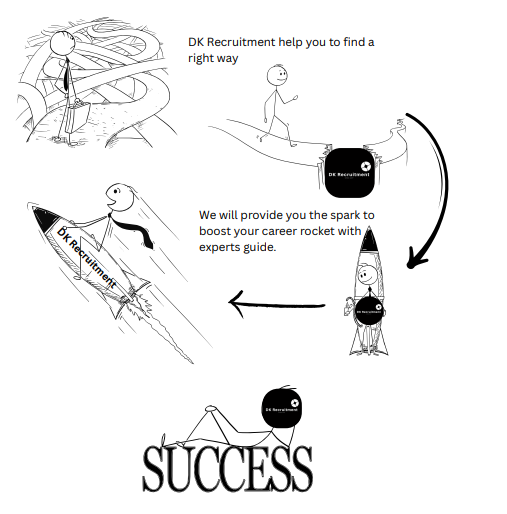 DK Recruitment help you to find a
right way
DK Recruitment
We will provide you the spark to
boost your career rocket with
experts guide.
DK Recruitment
DK Recruitment
DK Recruitment
SUCCESS